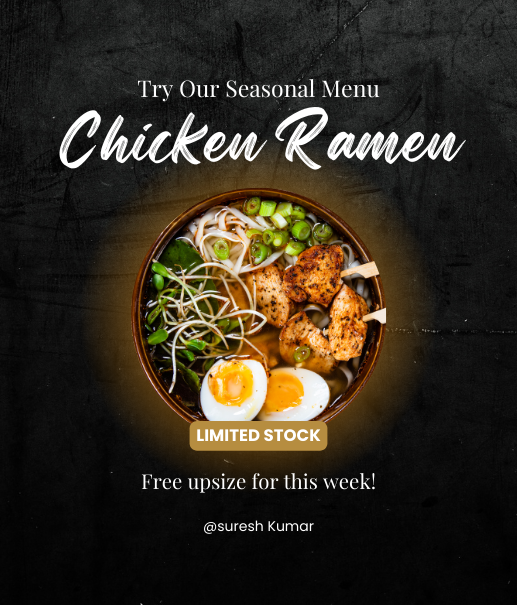 Try Our Seasonal Menu
Chicken Ramen
LIMITED STOCK
Free upsize for this week!
@suresh Kumar